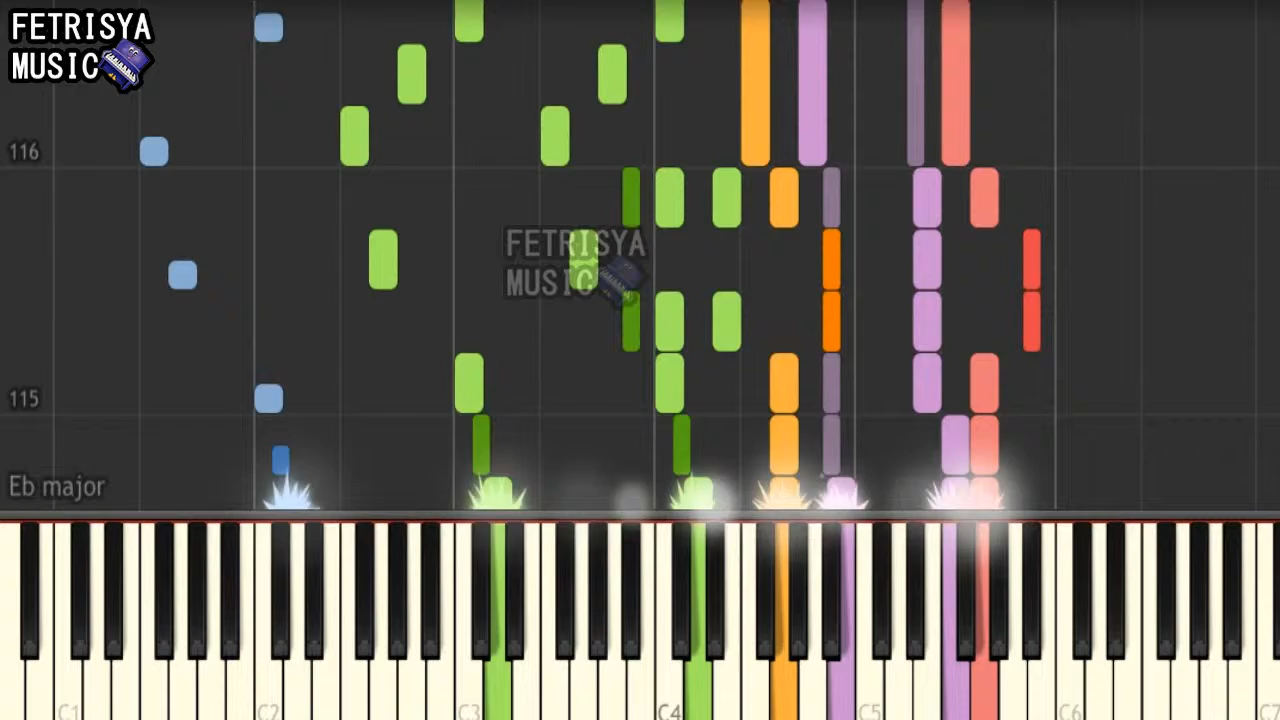 FETRISYA
MUSIC
116
FETRISYA
MUSIC
115
Eb major
C1
C2
C3
C4
C5
C6
C7